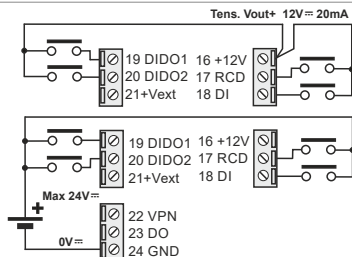 Tens. Vout+ 12V⎓ 20mA
19 DIDO1 16 +12V
20 DIDO2 17 RCD
21+Vext 18 DI
19 DIDO1 16 +12V
20 DIDO2 17 RCD
21+Vext 18 DI
Max 24V⎓
+
22 VPN
23 DO
0V⎓
24 GND